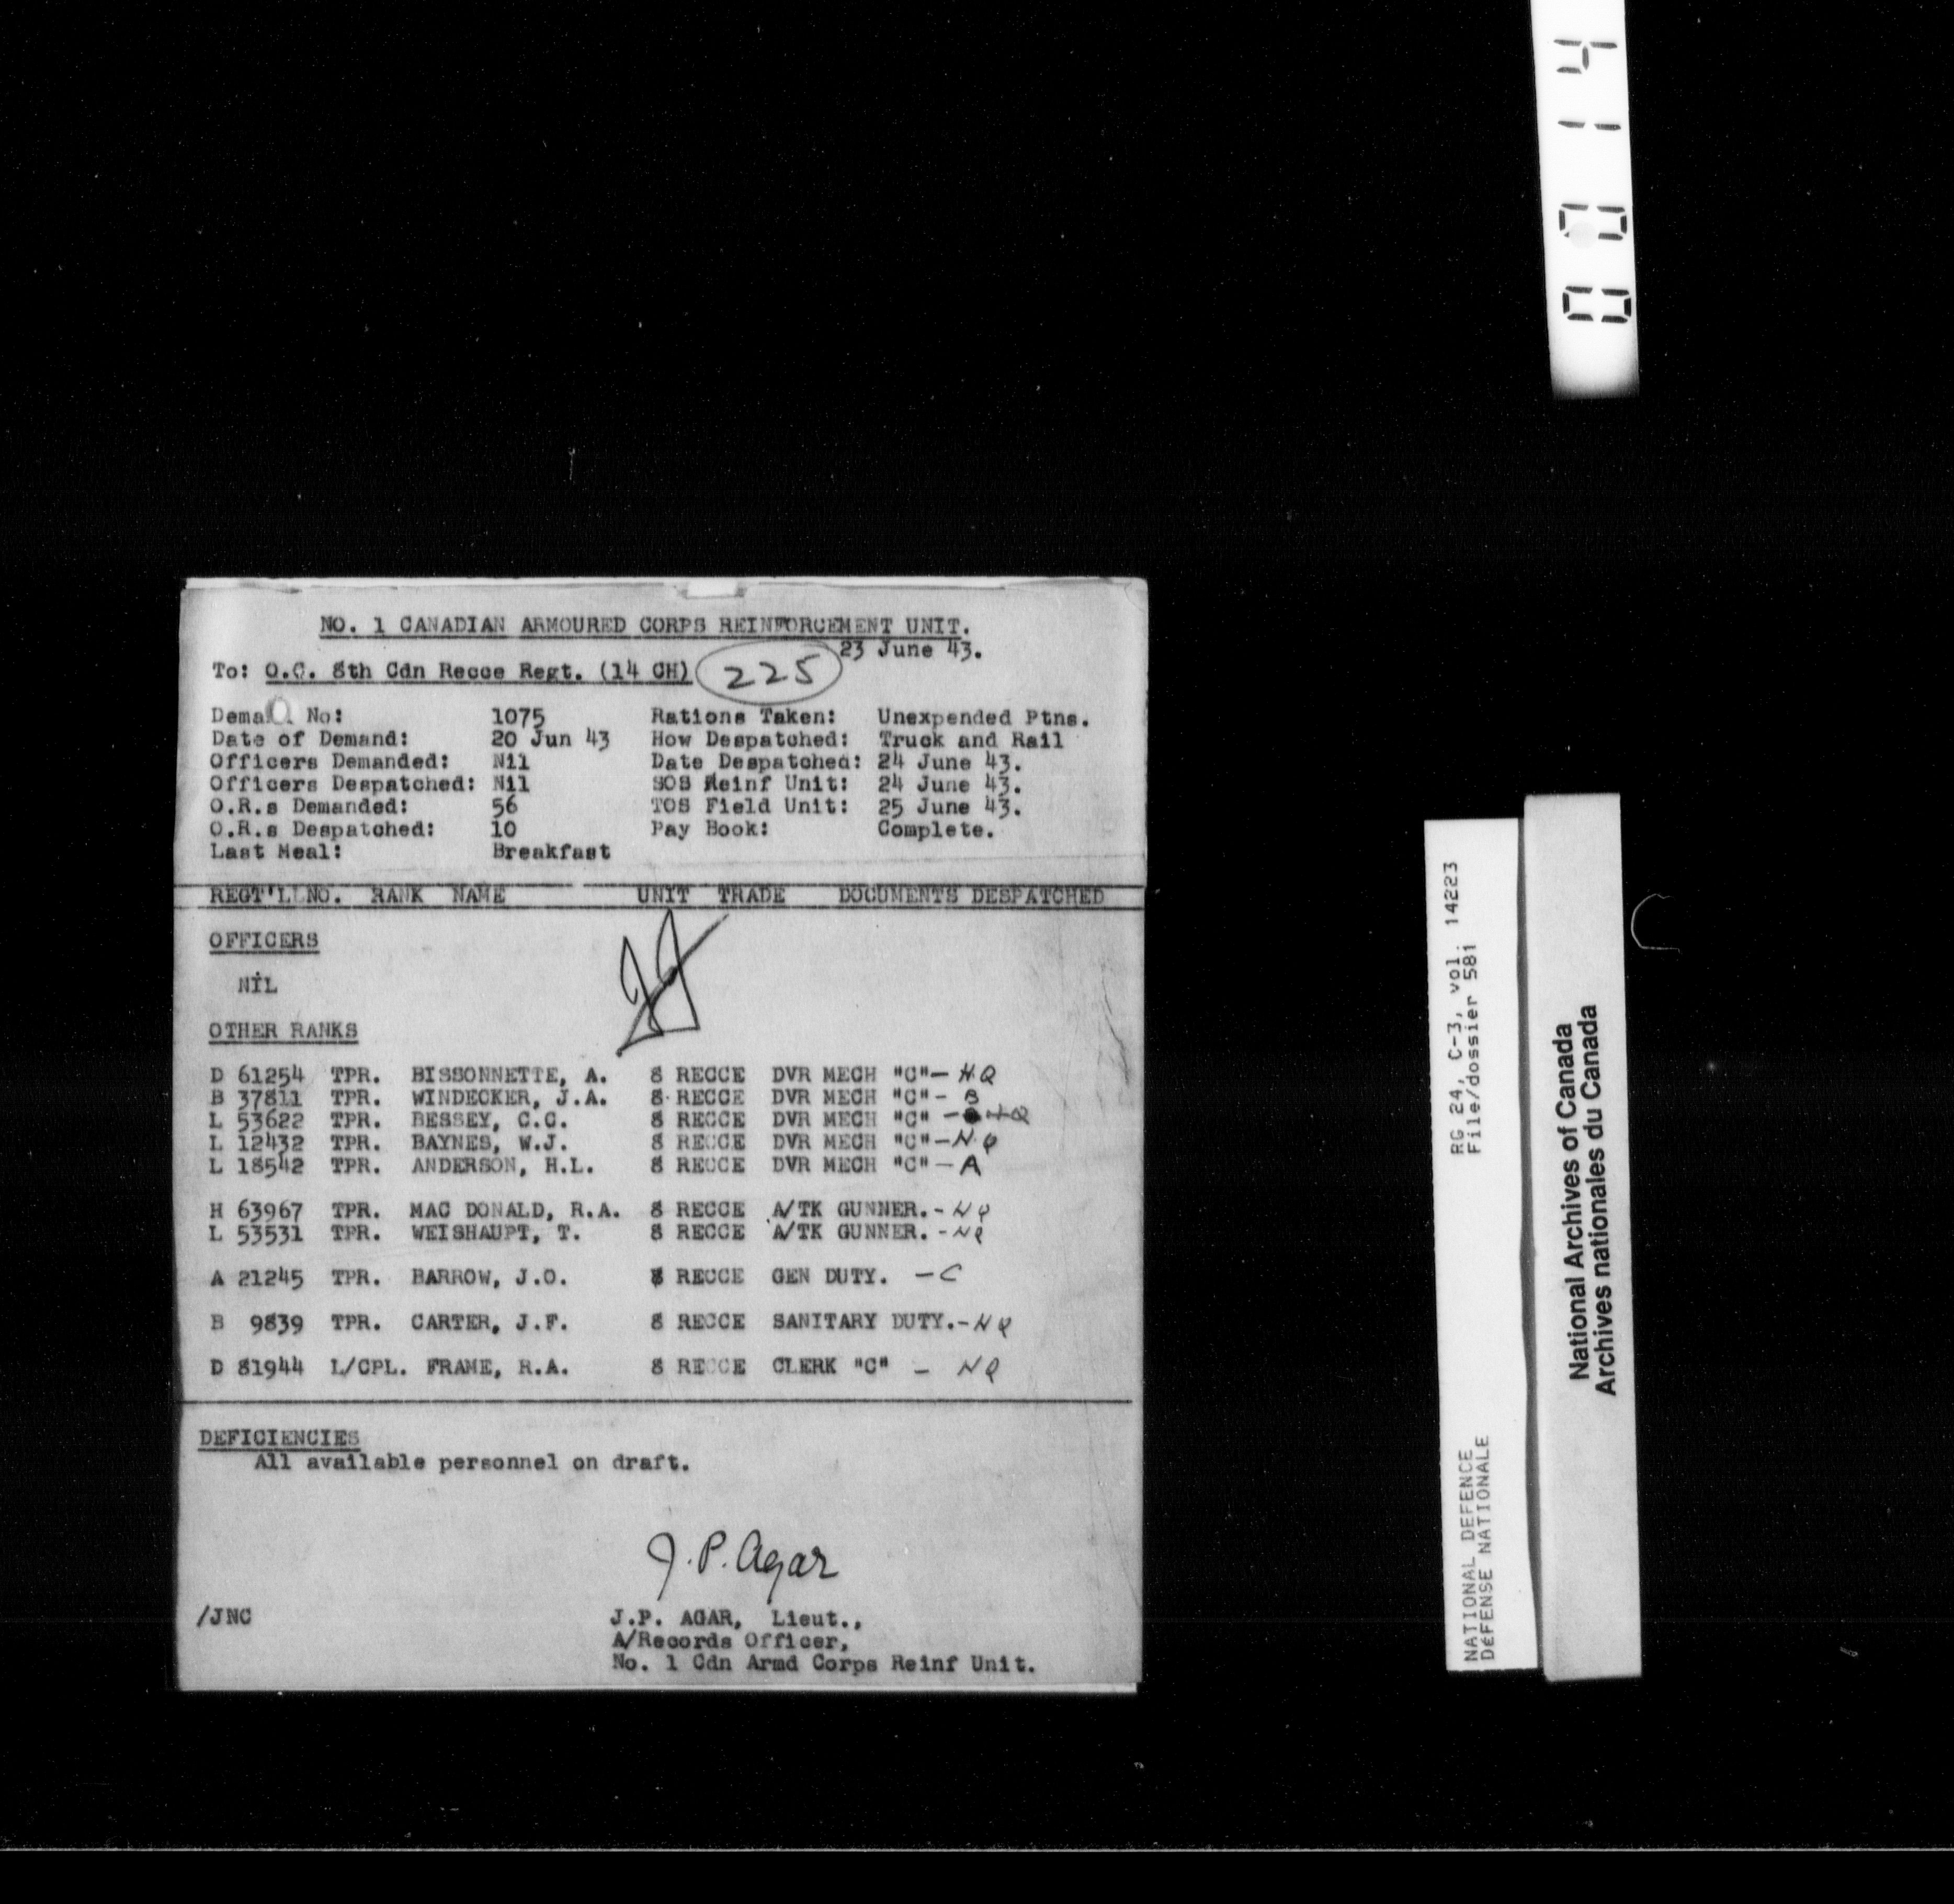 0014
NO. 1 CANADIAN ARMOURED CORPS REINFORCEMENT UNIT.
23 June 43.
To: O.C. 8th Cdn Recce Regt. (14 CH) 225
Demand No: 1075 Rations Taken: Unexpended Ptns.
Date of Demand: 20 Jun 43 How Despatched: Truck and Rail
Officers Demanded: Nil Date Despatched: 24 June 43.
Officers Despatched: Nil SOS Reinf Unit: 24 June 43.
O.R.s Demanded: 56 TOS Field Unit: 25 June 43.
O.R.s Despatched: 10 Pay Book: Complete.
Last Meal: Breakfast
REGT'L NO. RANK NAME UNIT TRADE DOCUMENTS DESPATCHED
OFFICERS
NIL
OTHER RANKS
D 61254 TPR. BISSONNETTE, A. 8 RECCE DVR MECH "C" - HQ
B 37811 TPR. WINDECKER, J.A. 8 RECCE DVR MECH "C" - B
L 53622 TPR. BESSEY, C.C. 8 RECCE DVR MECH "C" - HQ
L 12432 TPR. BAYNES, W.J. 8 RECCE DVR MECH "C" - HQ
L 18542 TPR. ANDERSON, H.L. 8 RECCE DVR MECH "C" - A
H 63967 TPR. MAC DONALD, R.A. 8 RECCE A/TK GUNNER. - HQ
L 53531 TPR. WEISHAUPT, T. 8 RECCE A/TK GUNNER. - HQ
A 21245 TPR. BARROW, J.O. 8 RECCE GEN DUTY. - C
B 9839 TPR. CARTER, J.F. 8 RECCE SANITARY DUTY. - HQ
D 81944 L/CPL. FRAME, R.A. 8 RECCE CLERK "C" - HQ
DEFICIENCIES
All available personnel on draft.
J.P. Agar
/JNC
J.P. AGAR, Lieut.,
A/Records Officer,
No. 1 Cdn Armd Corps Reinf Unit.
RG 24, C-3, vol. 14223
File/dossier 581
NATIONAL DEFENCE
DéFENSE NATIONALE
National Archives of Canada
Archives nationales du Canada